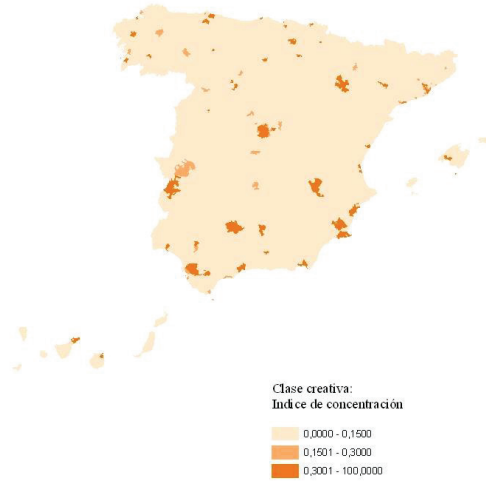 Clase creativa:
Indice de concentración
0,0000 - 0,1500
0,1501 - 0,3000
0,3001 - 100,0000